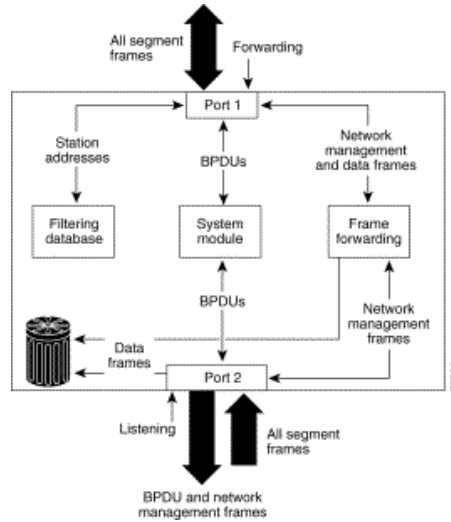 All segment
frames
Forwarding
Port 1
Station
addresses
BPDUs
Network
management
and data frames
Filtering
database
System
module
Frame
forwarding
BPDUs
Network
management
frames
Data
frames
Port 2
Listening
All segment
frames
BPDU and network
management frames